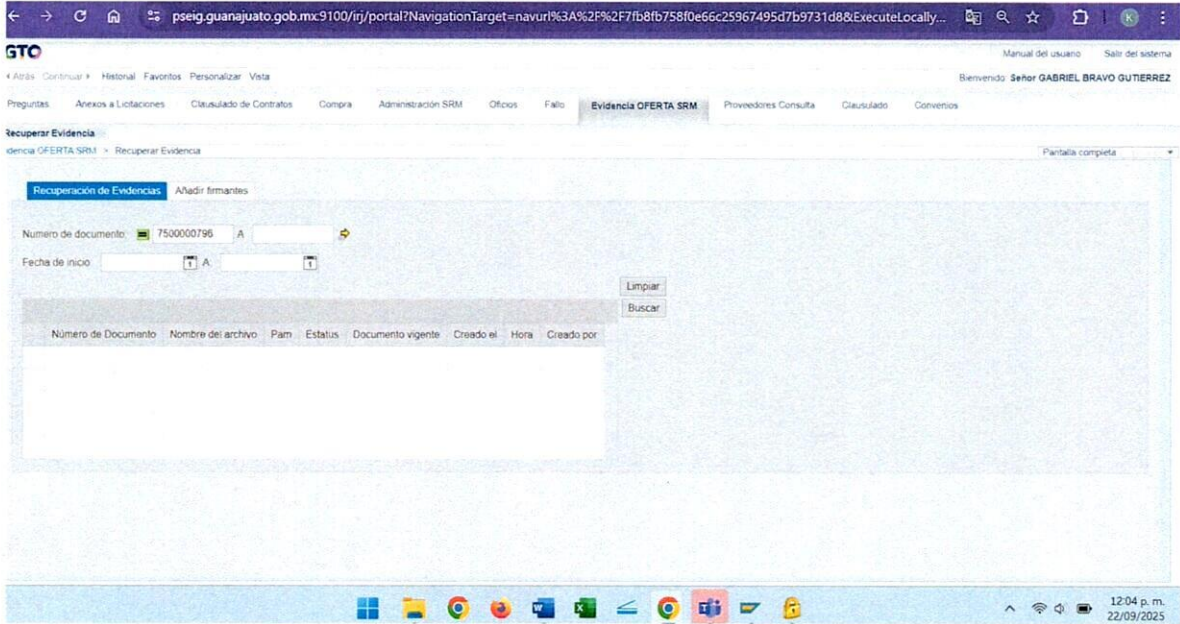 pseig.guanajuato.gob.mx:9100/irj/portal?NavigationTarget=navurl%3A%2F%2F7fb8fb758f0e66c25967495d7b9731d8&ExecuteLocally...
K
GTO
Manual del usuario Salir del sistema
Atrás Continuar Historial Favoritos Personalizar Vista
Bienvenido: Señor GABRIEL BRAVO GUTIERREZ
Preguntas Anexos a Licitaciones Clausulado de Contratos Compra Administración SRM Oficios Fallo Evidencia OFERTA SRM Proveedores Consulta Clausulado Convenios
Recuperar Evidencia
idencia OFERTA SRM > Recuperar Evidencia
Pantalla completa
Recuperación de Evidencias Añadir firmantes
Numero de documento: 7500000796 A
Fecha de inicio: 1 A 1
Limpiar
Buscar
Número de Documento Nombre del archivo Pam Estatus Documento vigente Creado el Hora Creado por
12:04 p. m.
22/09/2025